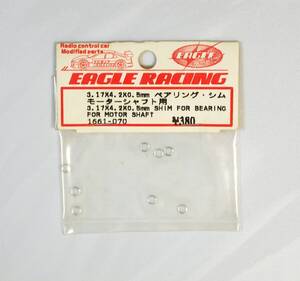 Radio control car
Modified parts.
EAGLE
RACING
EAGLE RACING
3.17X4.2X0.5mm ベアリング・シム
モーターシャフト用
3.17X4.2X0.5mm SHIM FOR BEARING
FOR MOTOR SHAFT
1661-070 ¥380